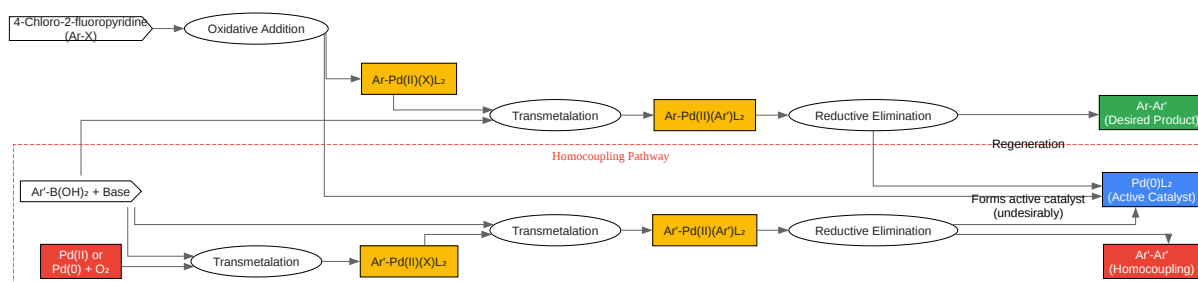 4-Chloro-2-fluoropyridine
(Ar-X)
Oxidative Addition
Ar-Pd(II)(X)L₂
Transmetalation
Ar-Pd(II)(Ar')L₂
Reductive Elimination
Ar-Ar'
(Desired Product)
Regeneration
Homocoupling Pathway
Ar'-B(OH)₂ + Base
Pd(0)L₂
(Active Catalyst)
Forms active catalyst
(undesirably)
Transmetalation
Ar'-Pd(II)(Ar')L₂
Reductive Elimination
Pd(II) or
Pd(0) + O₂
Transmetalation
Ar'-Pd(II)(X)L₂
Ar'-Ar'
(Homocoupling)